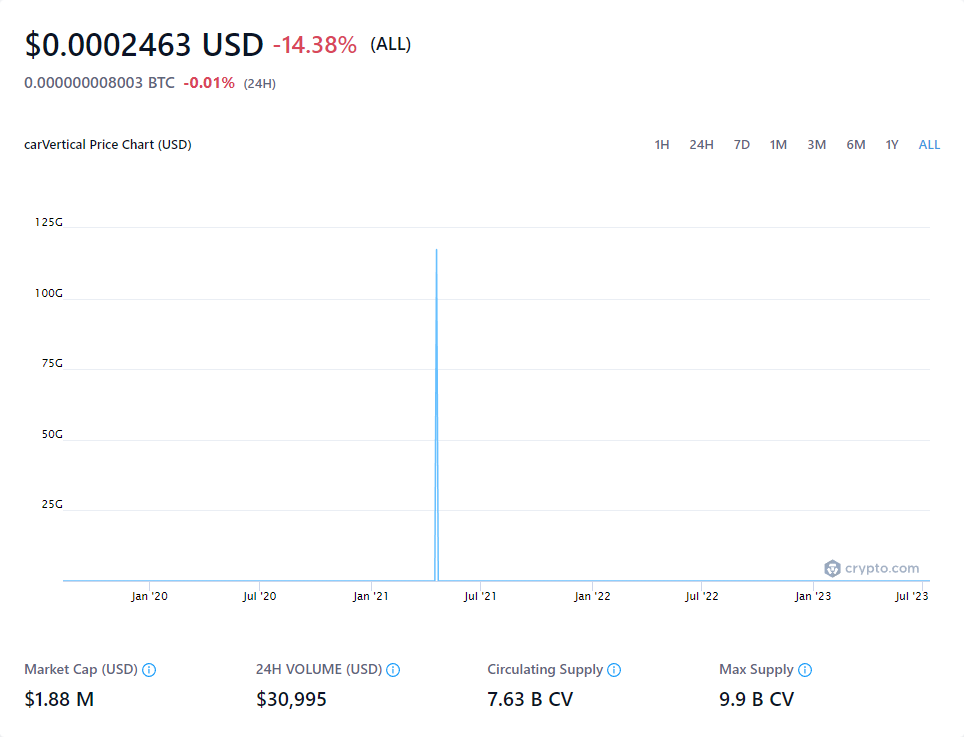 $0.0002463 USD -14.38% (ALL)
0.000000008003 BTC -0.01% (24H)
carVertical Price Chart (USD) 1H 24H 7D 1M 3M 6M 1Y ALL
125G
100G
75G
50G
25G
crypto.com
Jan '20 Jul '20 Jan '21 Jul '21 Jan '22 Jul '22 Jan '23 Jul '23
Market Cap (USD) 24H VOLUME (USD) Circulating Supply Max Supply
$1.88 M $30,995 7.63 B CV 9.9 B CV